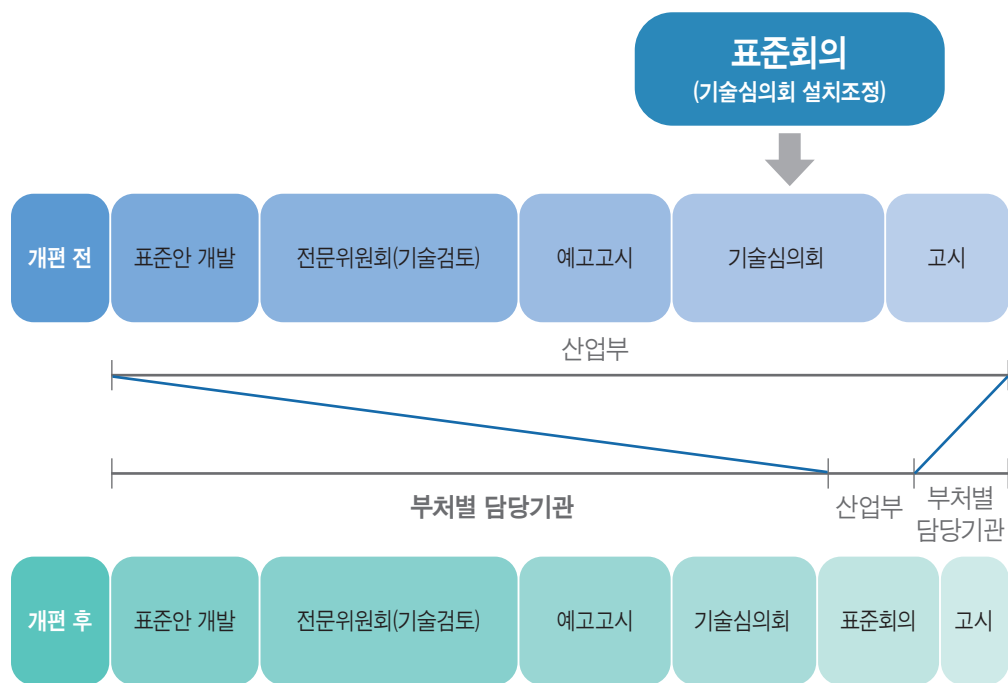 표준회의
(기술심의회 설치조정)
개편 전
표준안 개발
전문위원회(기술검토)
예고고시
기술심의회
고시
산업부
부처별 담당기관
산업부
부처별
담당기관
개편 후
표준안 개발
전문위원회(기술검토)
예고고시
기술심의회
표준회의
고시